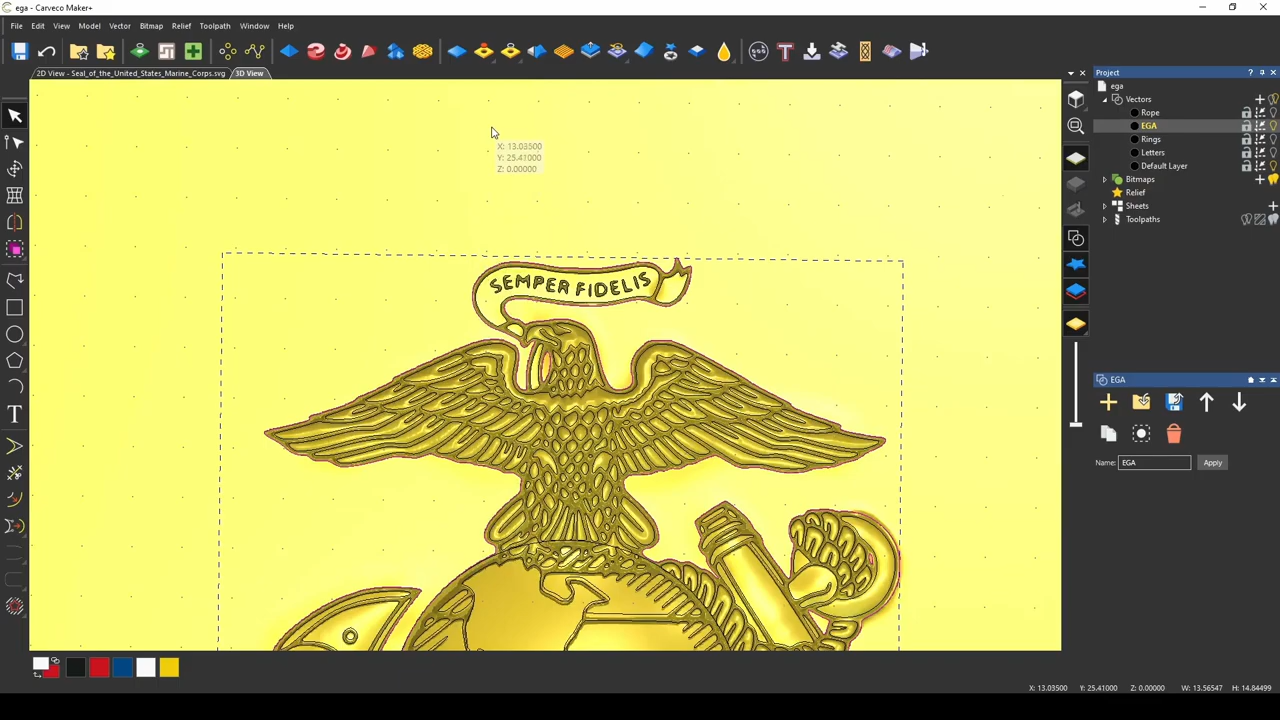 ega - Carveco Maker+
File Edit View Model Vector Bitmap Relief Toolpath Window Help
2D View - Seal_of_the_United_States_Marine_Corps.svg 3D View
Project
ega
Vectors
Rope
EGA
Rings
Letters
Default Layer
Bitmaps
Relief
Sheets
Toolpaths
X: 13.03500
Y: 25.41000
Z: 0.00000
SEMPER FIDELIS
EGA
Name: EGA Apply
X: 13.03500 Y: 25.41000 Z: 0.00000 W: 13.56547 H: 14.84499